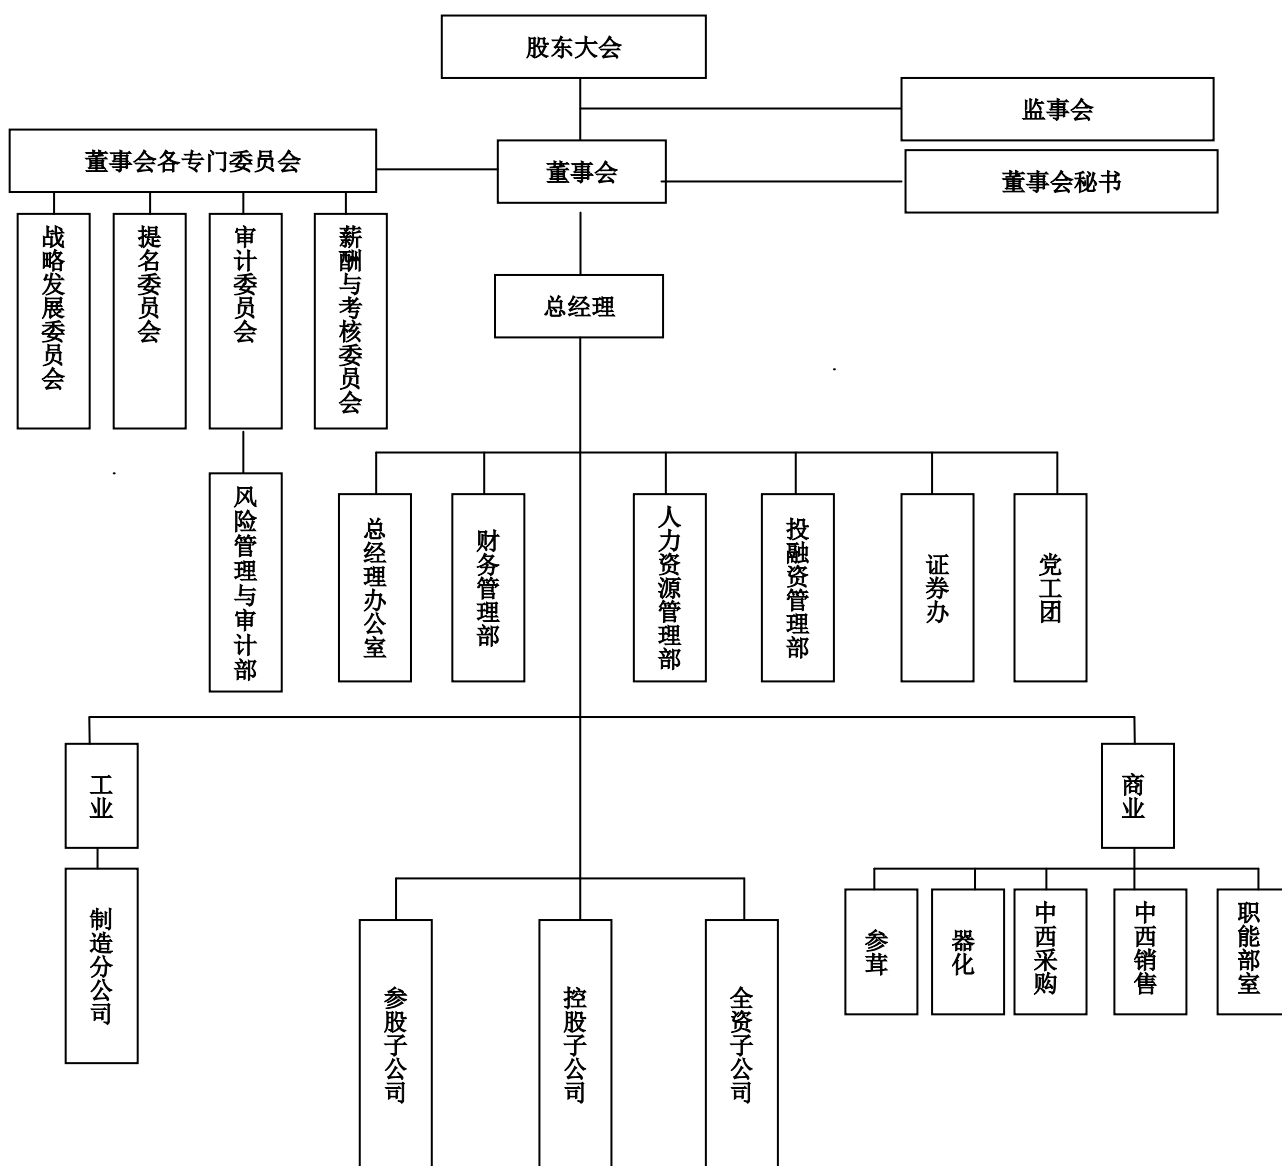 股东大会
监事会
董事会各专门委员会
董事会
董事会秘书
战略发展委员会
提名委员会
审计委员会
薪酬与考核委员会
总经理
风险管理与审计部
总经理办公室
财务管理部
人力资源管理部
投融资管理部
证券办
党工团
工业
商业
制造分公司
参股子公司
控股子公司
全资子公司
参茸
器化
中西采购
中西销售
职能部室